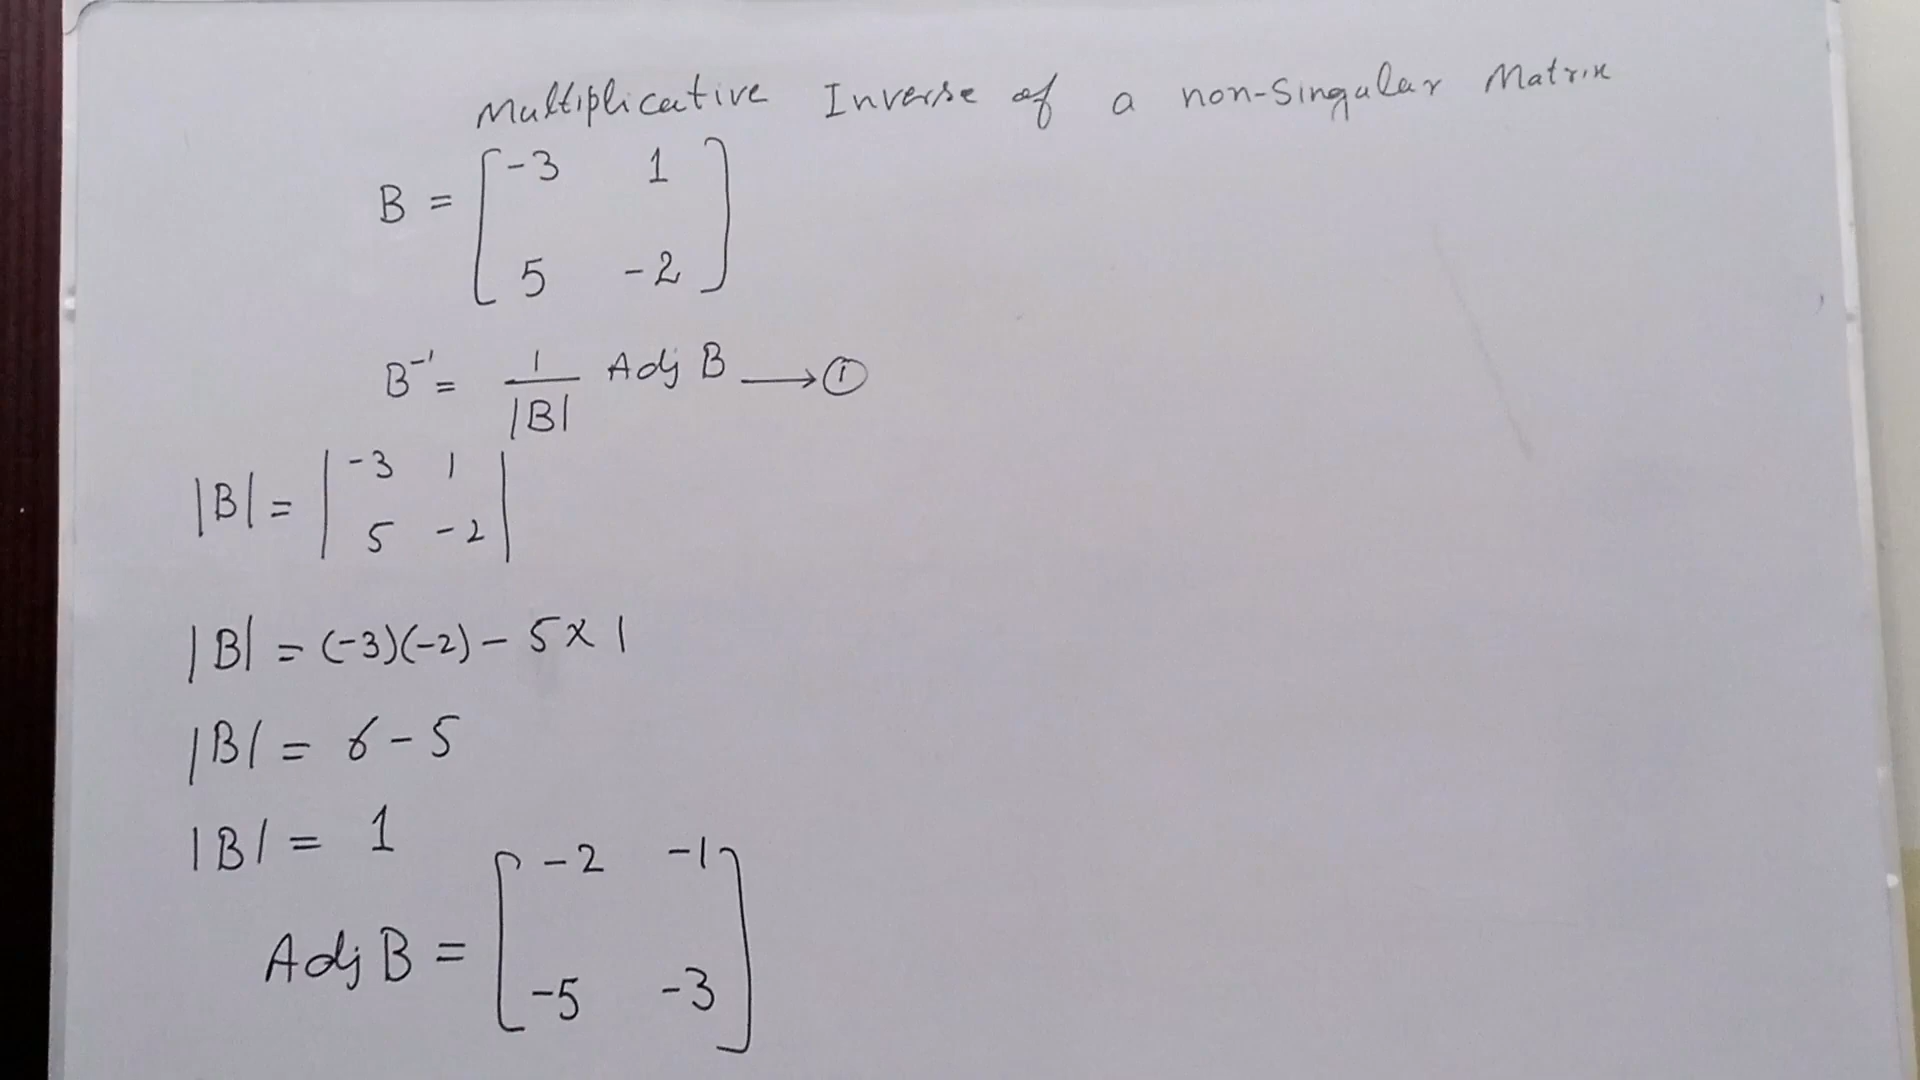 Multiplicative Inverse of a non-Singular Matrix
B = [ -3 1
5 -2 ]
B⁻¹ = 1/|B| Adj B ⟶ ①
|B| = | -3 1
5 -2 |
|B| = (-3)(-2) - 5 × 1
|B| = 6 - 5
|B| = 1
Adj B = [ -2 -1
-5 -3 ]